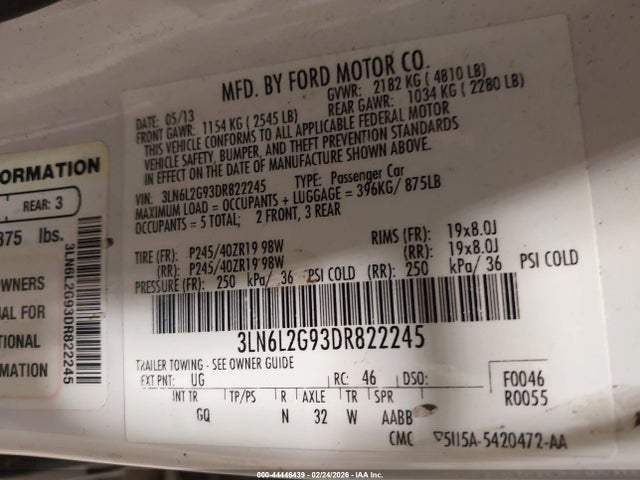 MFD. BY FORD MOTOR CO.
DATE: 05/13 GVWR: 2182 KG ( 4810 LB)
FRONT GAWR: 1154 KG ( 2545 LB) REAR GAWR: 1034 KG ( 2280 LB)
THIS VEHICLE CONFORMS TO ALL APPLICABLE FEDERAL MOTOR
VEHICLE SAFETY, BUMPER, AND THEFT PREVENTION STANDARDS
IN EFFECT ON THE DATE OF MANUFACTURE SHOWN ABOVE.
VIN: 3LN6L2G93DR822245 TYPE: Passenger Car
MAXIMUM LOAD = OCCUPANTS + LUGGAGE = 396KG/ 875LB
OCCUPANTS = 5 TOTAL; 2 FRONT, 3 REAR
TIRE (FR): P245/40ZR19 98W RIMS (FR): 19x8.0J
(RR): P245/40ZR19 98W (RR): 19x8.0J
PRESSURE (FR): 250 kPa/ 36 PSI COLD (RR): 250 kPa/ 36 PSI COLD
3LN6L2G93DR822245
TRAILER TOWING - SEE OWNER GUIDE
EXT PNT: UG RC: 46 DSO: F0046
R0055
INT TR TP/PS R AXLE TR SPR
GQ N 32 W AABB
CMC 5U5A-5420472-AA
ORMATION
REAR: 3
375 lbs.
WNERS
UAL FOR
TIONAL
N
3LN6L2G93DR822245
000-44446439 - 02/24/2026 - IAA Inc.